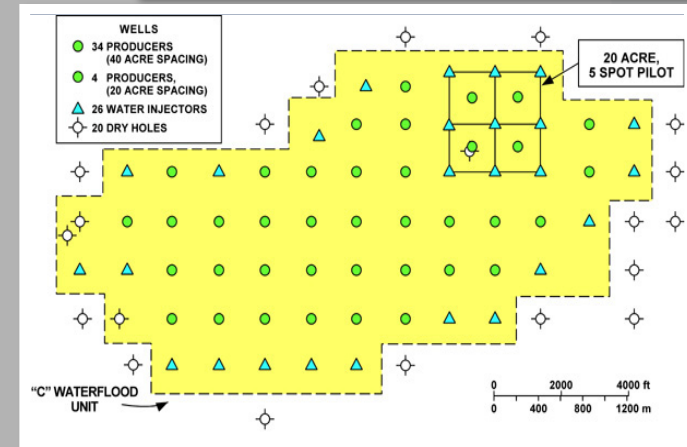 WELLS
34 PRODUCERS
(40 ACRE SPACING)
4 PRODUCERS,
(20 ACRE SPACING)
26 WATER INJECTORS
20 DRY HOLES
20 ACRE,
5 SPOT PILOT
"C" WATERFLOOD
UNIT
0 2000 4000 ft
0 400 800 1200 m